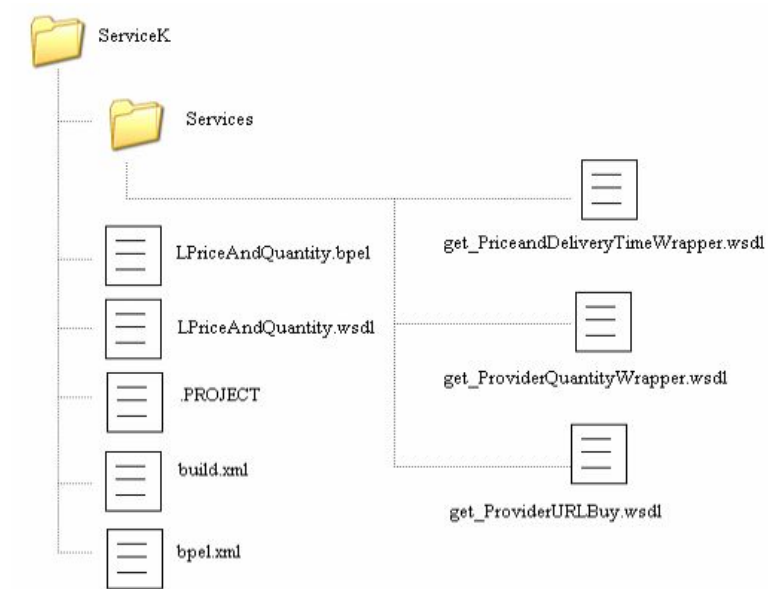 ServiceK
Services
get_PriceandDeliveryTimeWrapper.wsdl
LPriceAndQuantity.bpel
LPriceAndQuantity.wsdl
get_ProviderQuantityWrapper.wsdl
.PROJECT
build.xml
get_ProviderURLBuy.wsdl
bpel.xml